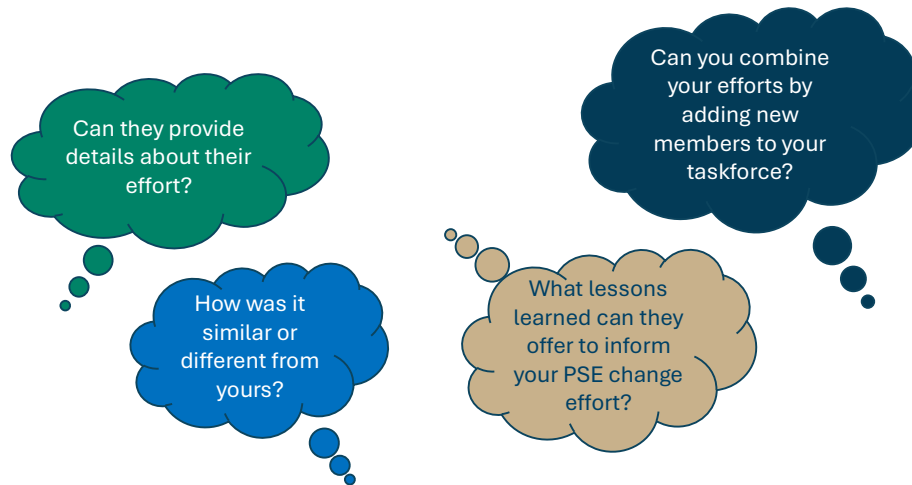 Can they provide
details about their
effort?
Can you combine
your efforts by
adding new
members to your
taskforce?
How was it
similar or
different from
yours?
What lessons
learned can they
offer to inform
your PSE change
effort?